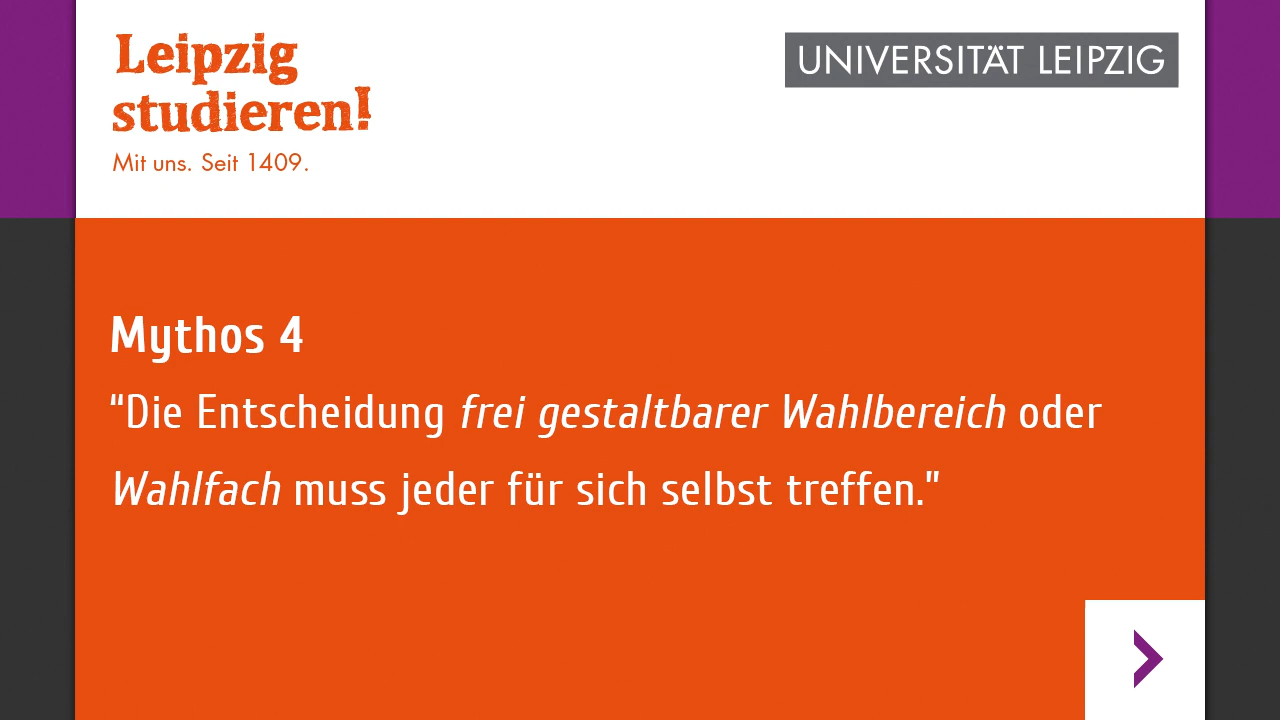 Leipzig
studieren!
Mit uns. Seit 1409.
UNIVERSITÄT LEIPZIG
Mythos 4
“Die Entscheidung frei gestaltbarer Wahlbereich oder
Wahlfach muss jeder für sich selbst treffen.”